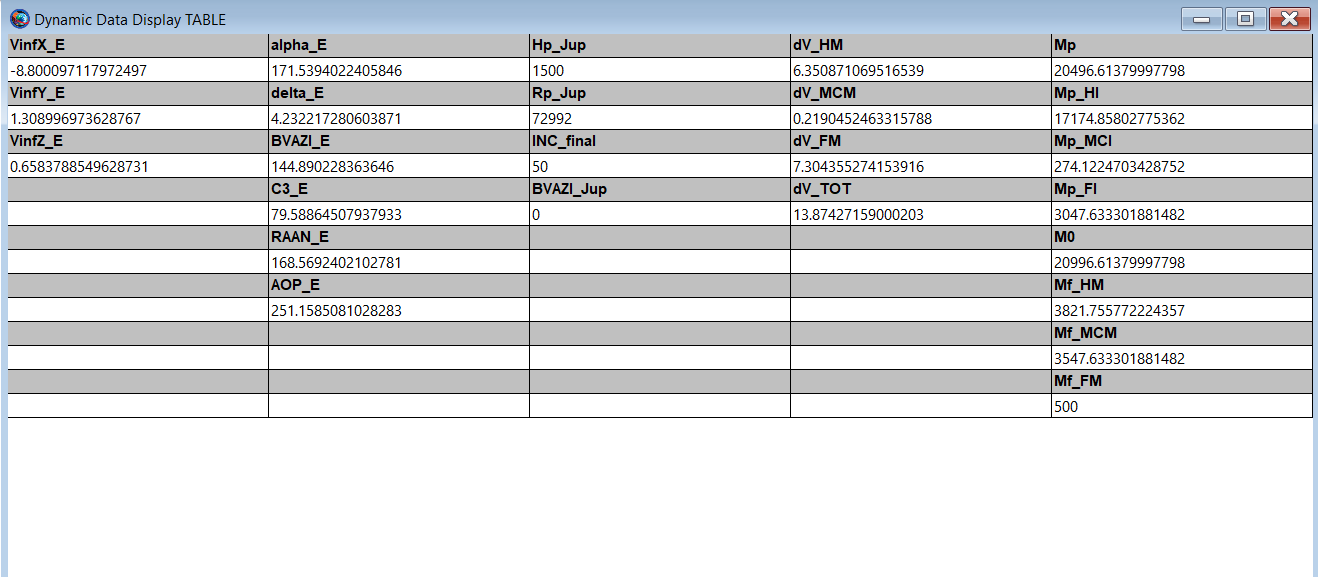 Dynamic Data Display TABLE
VinfX_E alpha_E Hp_Jup dV_HM Mp
-8.800097117972497 171.5394022405846 1500 6.350871069516539 20496.61379997798
VinfY_E delta_E Rp_Jup dV_MCM Mp_HI
1.308996973628767 4.232217280603871 72992 0.2190452463315788 17174.85802775362
VinfZ_E BVAZI_E INC_final dV_FM Mp_MCI
0.6583788549628731 144.890228363646 50 7.304355274153916 274.1224703428752
C3_E BVAZI_Jup dV_TOT Mp_FI
79.58864507937933 0 13.87427159000203 3047.633301881482
RAAN_E M0
168.5692402102781 20996.61379997798
AOP_E Mf_HM
251.1585081028283 3821.755772224357
Mf_MCM
3547.633301881482
Mf_FM
500